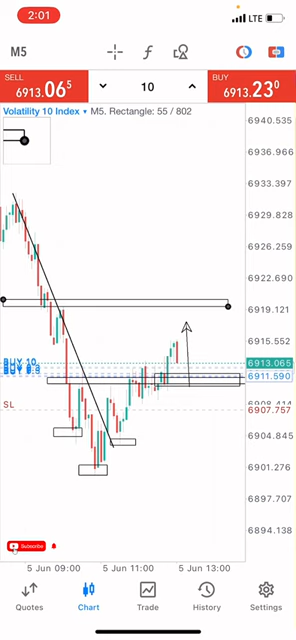 2:01
LTE
M5
SELL
6913.06⁵
10
BUY
6913.23⁰
Volatility 10 Index • M5. Rectangle: 55 / 802
6940.535
6936.966
6933.397
6929.828
6926.259
6922.690
6919.121
6915.552
6913.065
BUY 10
6911.590
SL
6907.757
6904.845
6901.276
6897.707
6894.138
Subscribe
5 Jun 09:00
5 Jun 11:00
5 Jun 13:00
Quotes
Chart
Trade
History
Settings